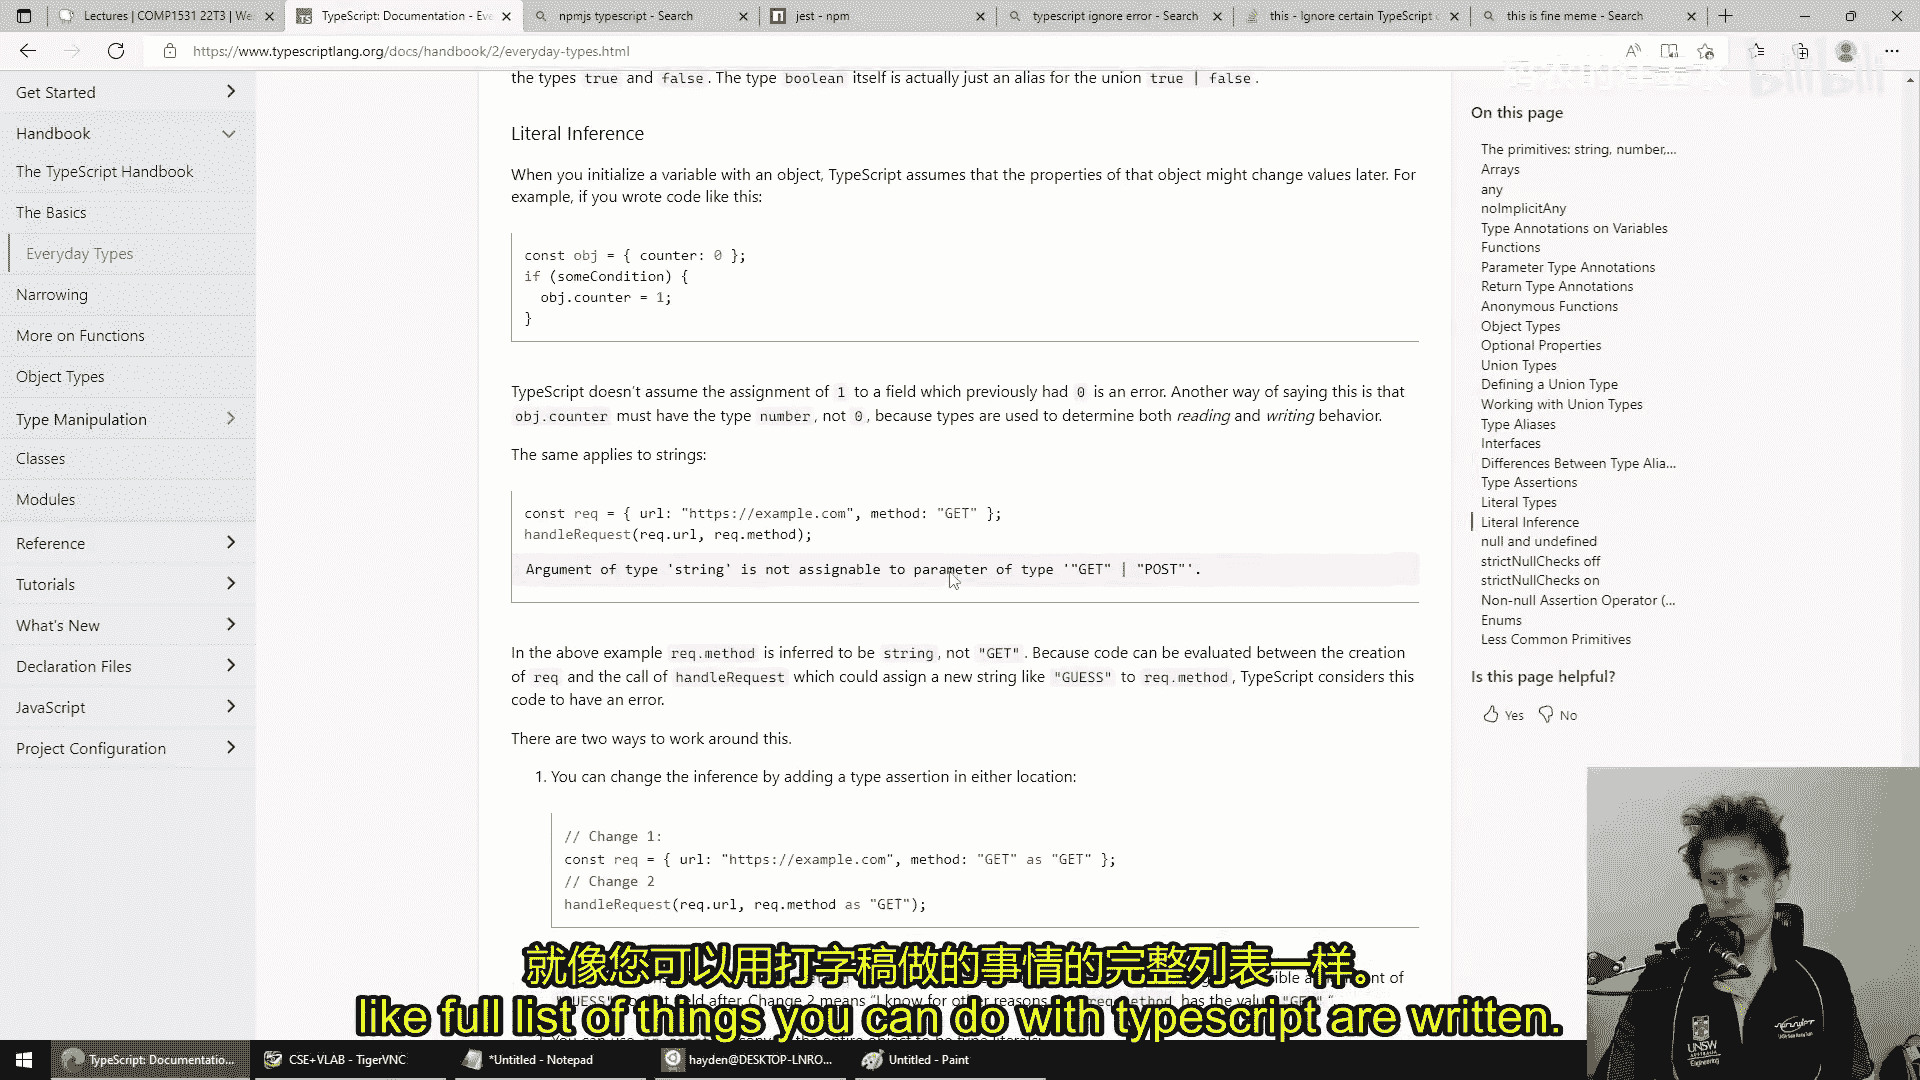 Lectures | COMP1531 22T3 | We
TypeScript: Documentation - Eve
npmjs typescript - Search
jest - npm
typescript ignore error - Search
this - Ignore certain TypeScript c
this is fine meme - Search
https://www.typescriptlang.org/docs/handbook/2/everyday-types.html
Get Started
Handbook
The TypeScript Handbook
The Basics
Everyday Types
Narrowing
More on Functions
Object Types
Type Manipulation
Classes
Modules
Reference
Tutorials
What's New
Declaration Files
JavaScript
Project Configuration
the types true and false. The type boolean itself is actually just an alias for the union true | false.
Literal Inference
When you initialize a variable with an object, TypeScript assumes that the properties of that object might change values later. For
example, if you wrote code like this:
const obj = { counter: 0 };
if (someCondition) {
obj.counter = 1;
}
TypeScript doesn't assume the assignment of 1 to a field which previously had 0 is an error. Another way of saying this is that
obj.counter must have the type number, not 0, because types are used to determine both reading and writing behavior.
The same applies to strings:
const req = { url: "https://example.com", method: "GET" };
handleRequest(req.url, req.method);
Argument of type 'string' is not assignable to parameter of type '"GET" | "POST"'.
In the above example req.method is inferred to be string, not "GET". Because code can be evaluated between the creation
of req and the call of handleRequest which could assign a new string like "GUESS" to req.method, TypeScript considers this
code to have an error.
There are two ways to work around this.
1. You can change the inference by adding a type assertion in either location:
// Change 1:
const req = { url: "https://example.com", method: "GET" as "GET" };
// Change 2
handleRequest(req.url, req.method as "GET");
On this page
The primitives: string, number,...
Arrays
any
noImplicitAny
Type Annotations on Variables
Functions
Parameter Type Annotations
Return Type Annotations
Anonymous Functions
Object Types
Optional Properties
Union Types
Defining a Union Type
Working with Union Types
Type Aliases
Interfaces
Differences Between Type Alia...
Type Assertions
Literal Types
Literal Inference
null and undefined
strictNullChecks off
strictNullChecks on
Non-null Assertion Operator (...
Enums
Less Common Primitives
Is this page helpful?
Yes No
就像您可以用打字稿做的事情的完整列表一样。
like full list of things you can do with typescript are written.
UNSW
AUSTRALIA
Engineering
TypeScript: Documentatio...
CSE+VLAB - TigerVNC
*Untitled - Notepad
hayden@DESKTOP-LNRO...
Untitled - Paint